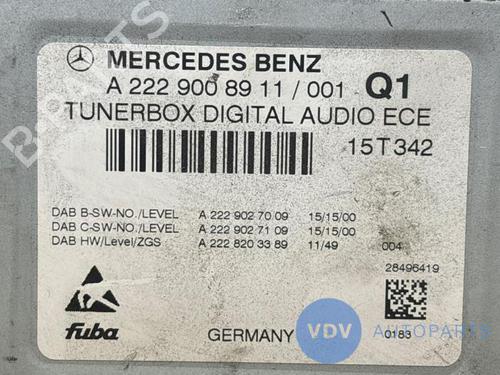 MERCEDES BENZ
A 222 900 89 11 / 001 Q1
TUNERBOX DIGITAL AUDIO ECE
15T342
DAB B-SW-NO./LEVEL A 222 902 70 09 15/15/00
DAB C-SW-NO./LEVEL A 222 902 71 09 15/15/00
DAB HW/Level/ZGS A 222 820 33 89 11/49 004
28496419
fuba
GERMANY
0183
VDV AUTOPARTS
B-PARTS